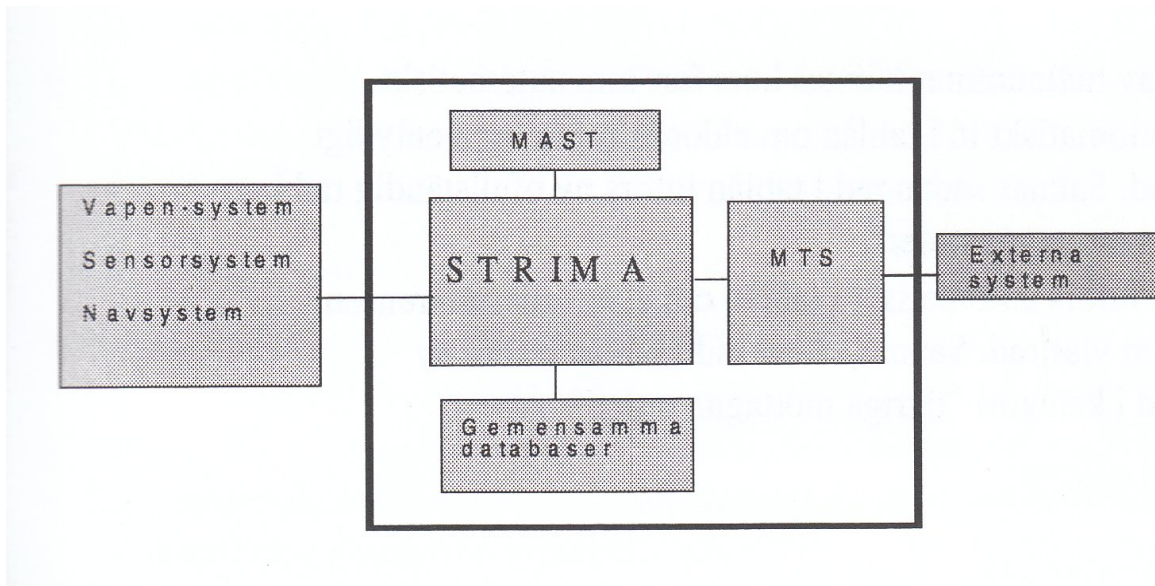 MAST
Vapen-system
Sensorsystem
Navsystem
STRIMA
MTS
Externa
system
Gemensamma
databaser